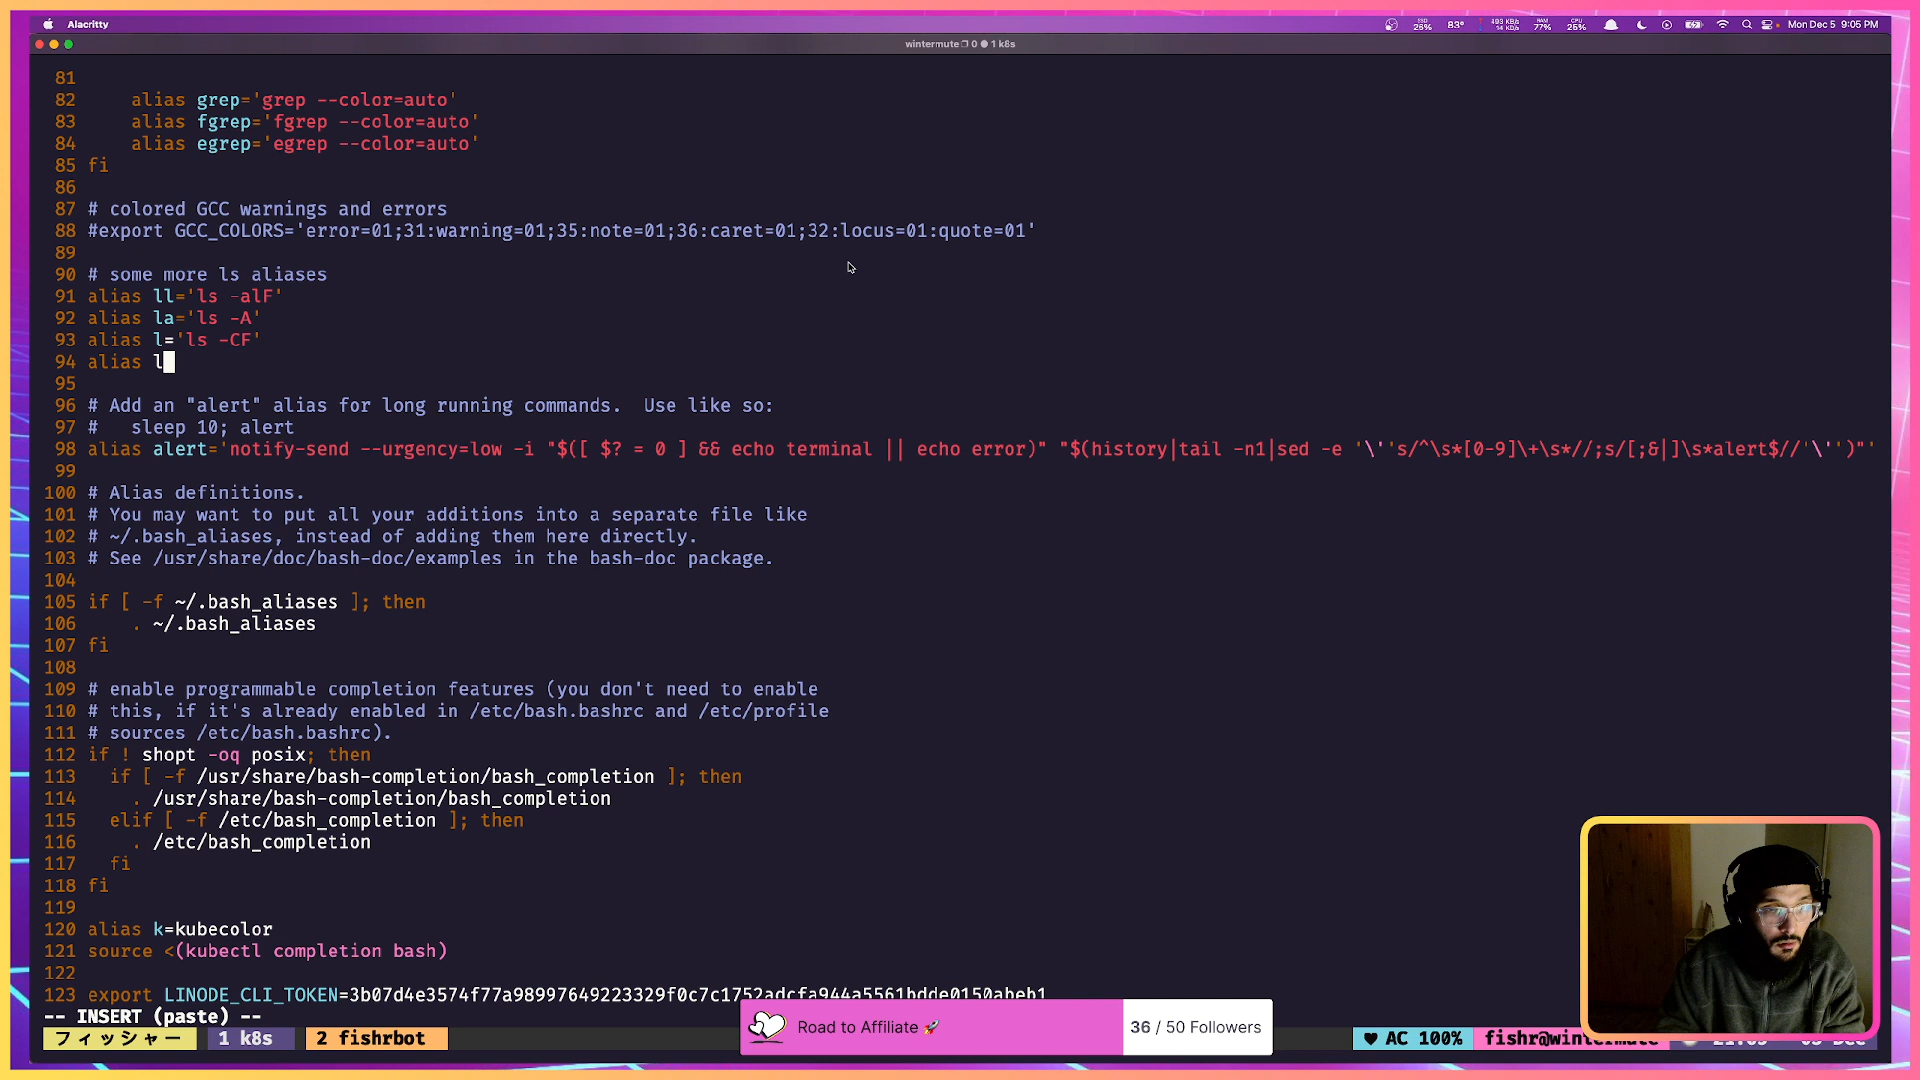 Alacritty
SSD 26% 83° 493 KB/s 14 KB/s RAM 77% CPU 25% Mon Dec 5 9:05 PM
wintermute 0 1 k8s
81
82 alias grep='grep --color=auto'
83 alias fgrep='fgrep --color=auto'
84 alias egrep='egrep --color=auto'
85 fi
86
87 # colored GCC warnings and errors
88 #export GCC_COLORS='error=01;31:warning=01;35:note=01;36:caret=01;32:locus=01:quote=01'
89
90 # some more ls aliases
91 alias ll='ls -alF'
92 alias la='ls -A'
93 alias l='ls -CF'
94 alias l
95
96 # Add an "alert" alias for long running commands.  Use like so:
97 #   sleep 10; alert
98 alias alert='notify-send --urgency=low -i "$([ $? = 0 ] && echo terminal || echo error)" "$(history|tail -n1|sed -e '\''s/^\s*[0-9]\+\s*//;s/[;&|]\s*alert$//'\'')"'
99
100 # Alias definitions.
101 # You may want to put all your additions into a separate file like
102 # ~/.bash_aliases, instead of adding them here directly.
103 # See /usr/share/doc/bash-doc/examples in the bash-doc package.
104
105 if [ -f ~/.bash_aliases ]; then
106 . ~/.bash_aliases
107 fi
108
109 # enable programmable completion features (you don't need to enable
110 # this, if it's already enabled in /etc/bash.bashrc and /etc/profile
111 # sources /etc/bash.bashrc).
112 if ! shopt -oq posix; then
113 if [ -f /usr/share/bash-completion/bash_completion ]; then
114 . /usr/share/bash-completion/bash_completion
115 elif [ -f /etc/bash_completion ]; then
116 . /etc/bash_completion
117 fi
118 fi
119
120 alias k=kubecolor
121 source <(kubectl completion bash)
122
123 export
-- INSERT (paste) --
フィッシャー 1 k8s 2 fishrbot ♥ AC 100%
Road to Affiliate 🚀 36 / 50 Followers